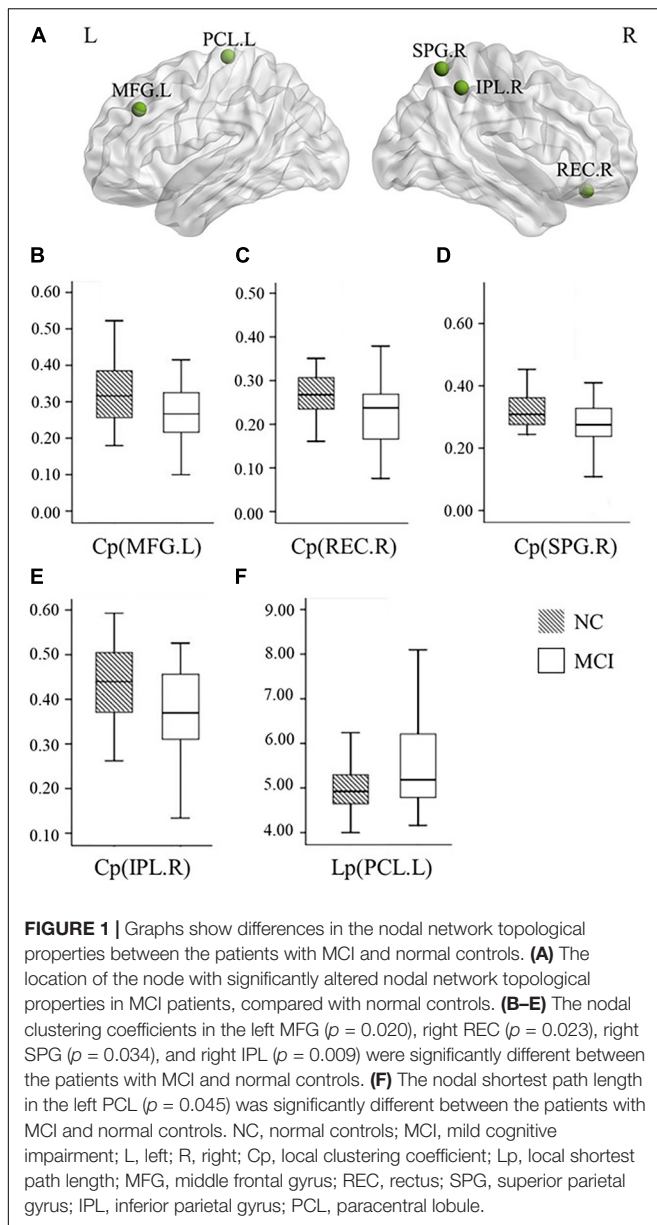 A
L
R
PCL.L
MFG.L
SPG.R
IPL.R
REC.R
B
0.60
0.50
0.40
0.30
0.20
0.10
0.00
Cp(MFG.L)
C
0.50
0.40
0.30
0.20
0.10
0.00
Cp(REC.R)
D
0.60
0.40
0.20
0.00
Cp(SPG.R)
E
0.60
0.50
0.40
0.30
0.20
0.10
Cp(IPL.R)
F
9.00
8.00
7.00
6.00
5.00
4.00
Lp(PCL.L)
NC
MCI
FIGURE 1 | Graphs show differences in the nodal network topological
properties between the patients with MCI and normal controls. (A) The
location of the node with significantly altered nodal network topological
properties in MCI patients, compared with normal controls. (B–E) The nodal
clustering coefficients in the left MFG (p = 0.020), right REC (p = 0.023), right
SPG (p = 0.034), and right IPL (p = 0.009) were significantly different between
the patients with MCI and normal controls. (F) The nodal shortest path length
in the left PCL (p = 0.045) was significantly different between the patients with
MCI and normal controls. NC, normal controls; MCI, mild cognitive
impairment; L, left; R, right; Cp, local clustering coefficient; Lp, local shortest
path length; MFG, middle frontal gyrus; REC, rectus; SPG, superior parietal
gyrus; IPL, inferior parietal gyrus; PCL, paracentral lobule.